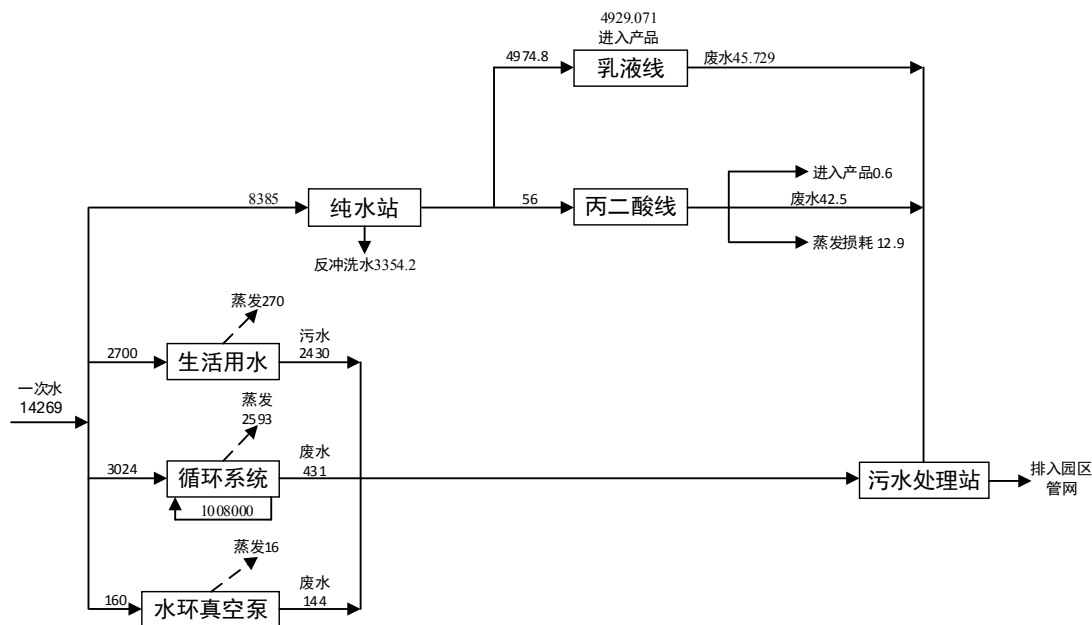 4929.071
进入产品
4974.8
乳液线
废水45.729
进入产品0.6
8385
纯水站
56
丙二酸线
废水42.5
蒸发损耗 12.9
反冲洗水3354.2
蒸发270
污水
2700
生活用水
2430
一次水
14269
蒸发
2593
废水
3024
循环系统
431
污水处理站
排入园区
管网
1008000
蒸发16
废水
160
水环真空泵
144